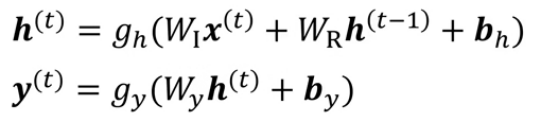 h^(t) = g_h(W_I x^(t) + W_R h^(t−1) + b_h)
y^(t) = g_y(W_y h^(t) + b_y)